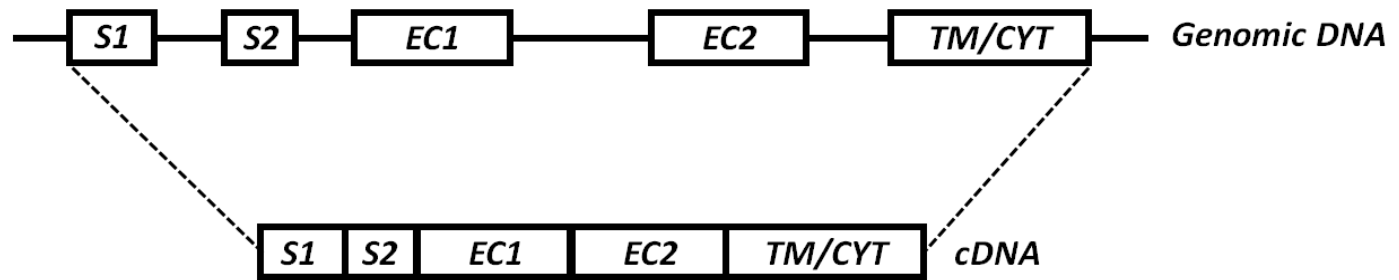 S1 S2 EC1 EC2 TM/CYT Genomic DNA
S1 S2 EC1 EC2 TM/CYT cDNA